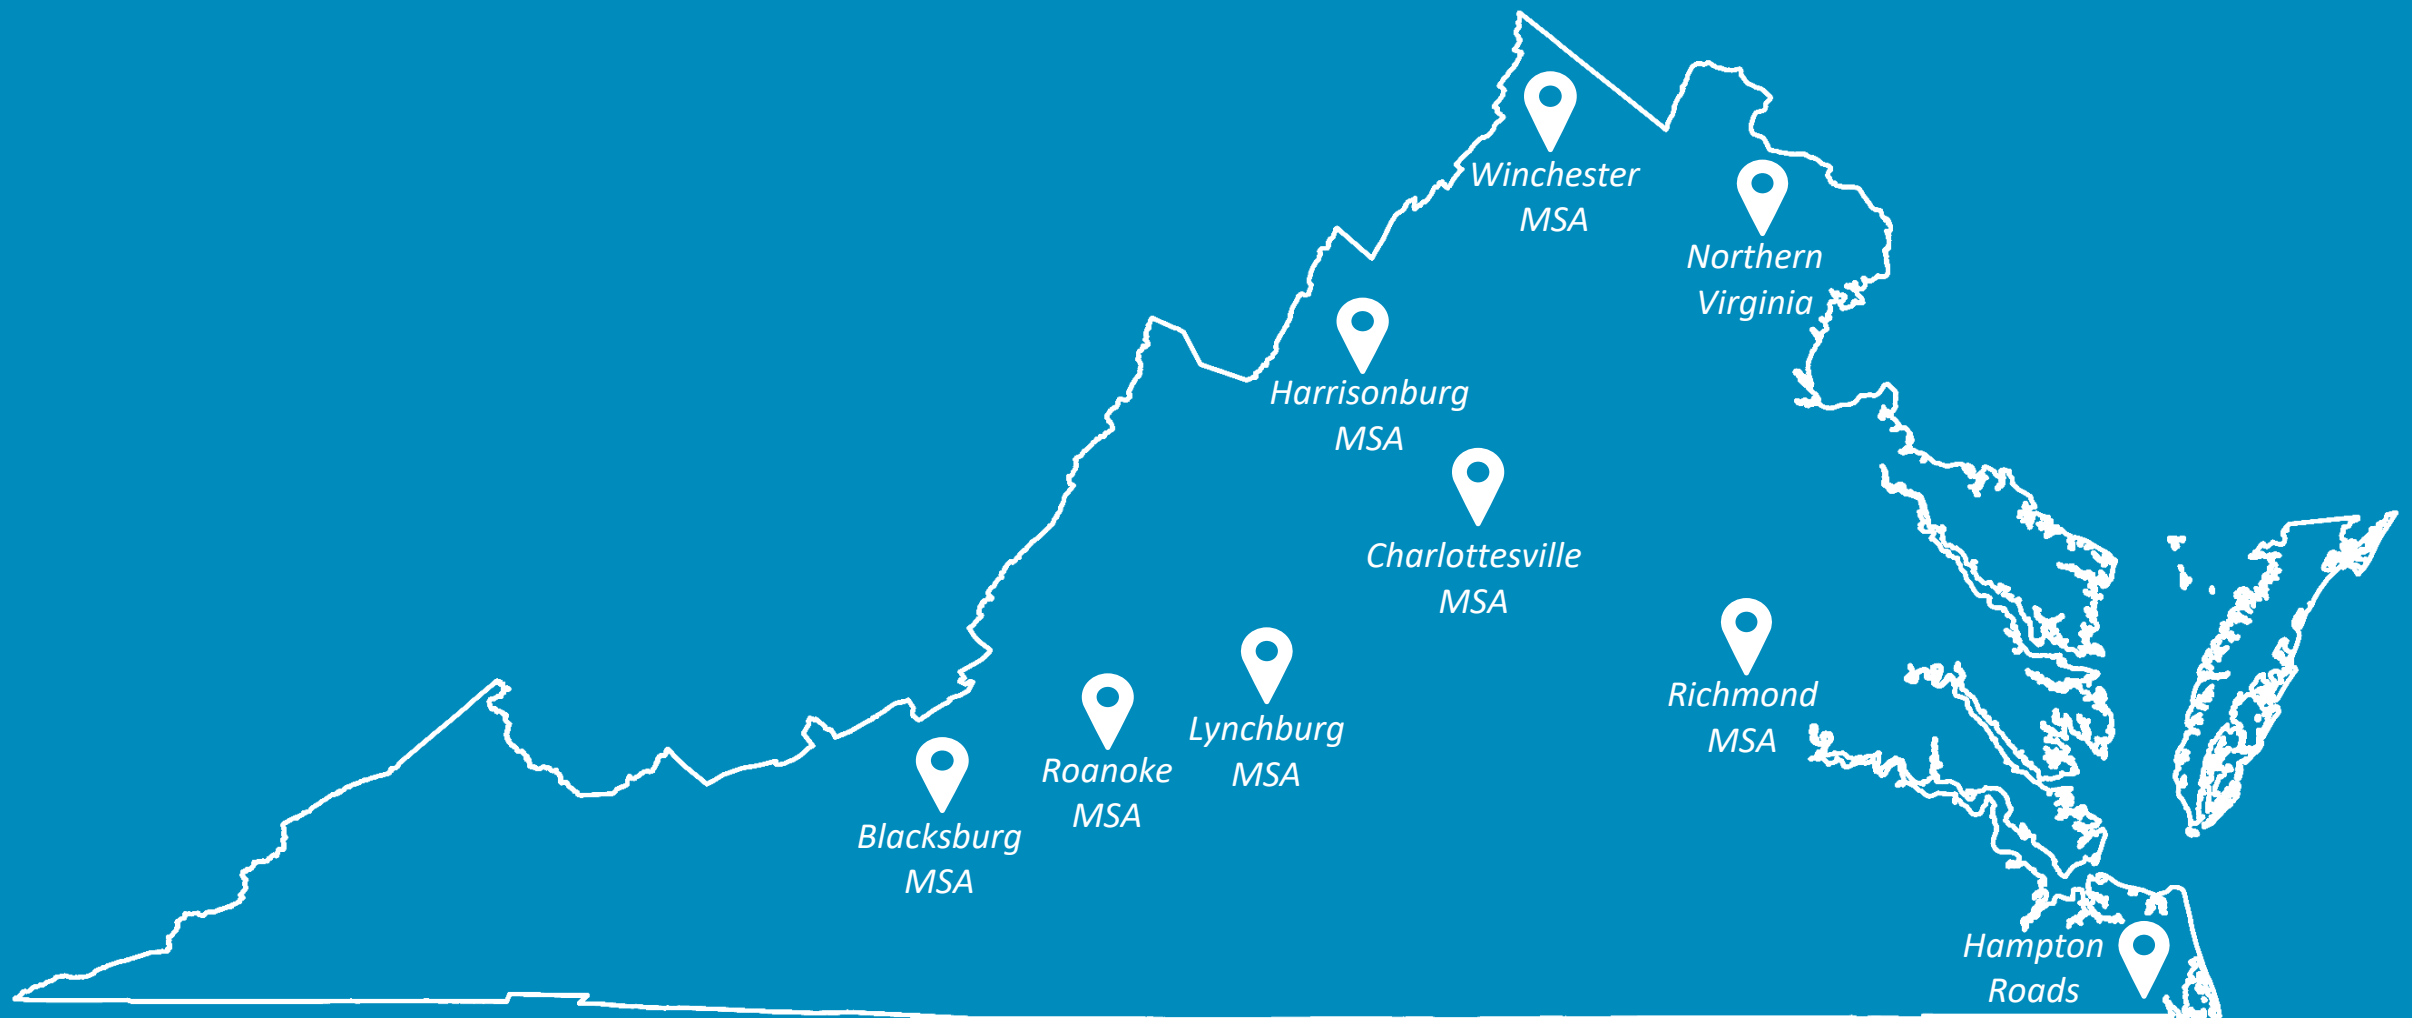 Winchester
MSA
Northern
Virginia
Harrisonburg
MSA
Charlottesville
MSA
Richmond
MSA
Lynchburg
MSA
Roanoke
MSA
Blacksburg
MSA
Hampton
Roads